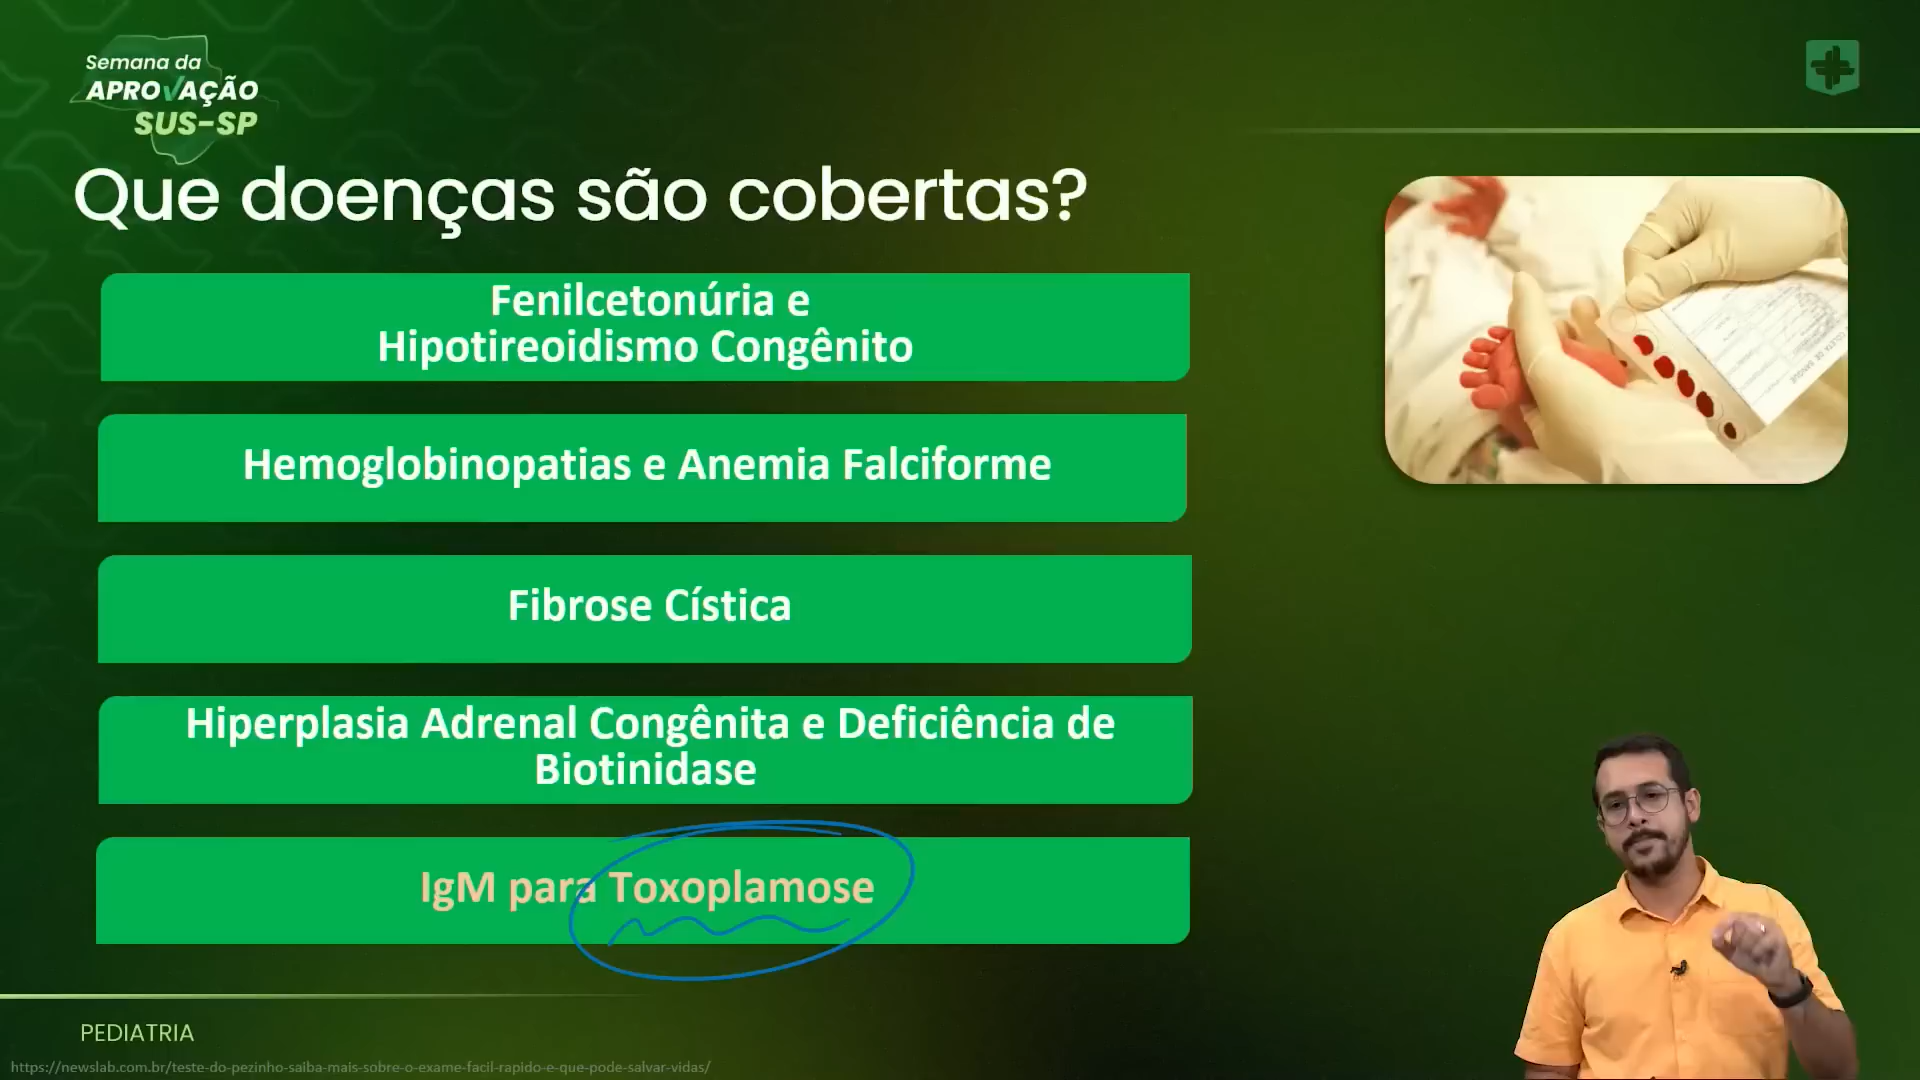 Semana da
APROVAÇÃO
SUS-SP
Que doenças são cobertas?
Fenilcetonúria e
Hipotireoidismo Congênito
Hemoglobinopatias e Anemia Falciforme
Fibrose Cística
Hiperplasia Adrenal Congênita e Deficiência de
Biotinidase
IgM para Toxoplamose
PEDIATRIA
https://newslab.com.br/teste-do-pezinho-saiba-mais-sobre-o-exame-facil-rapido-e-que-pode-salvar-vidas/